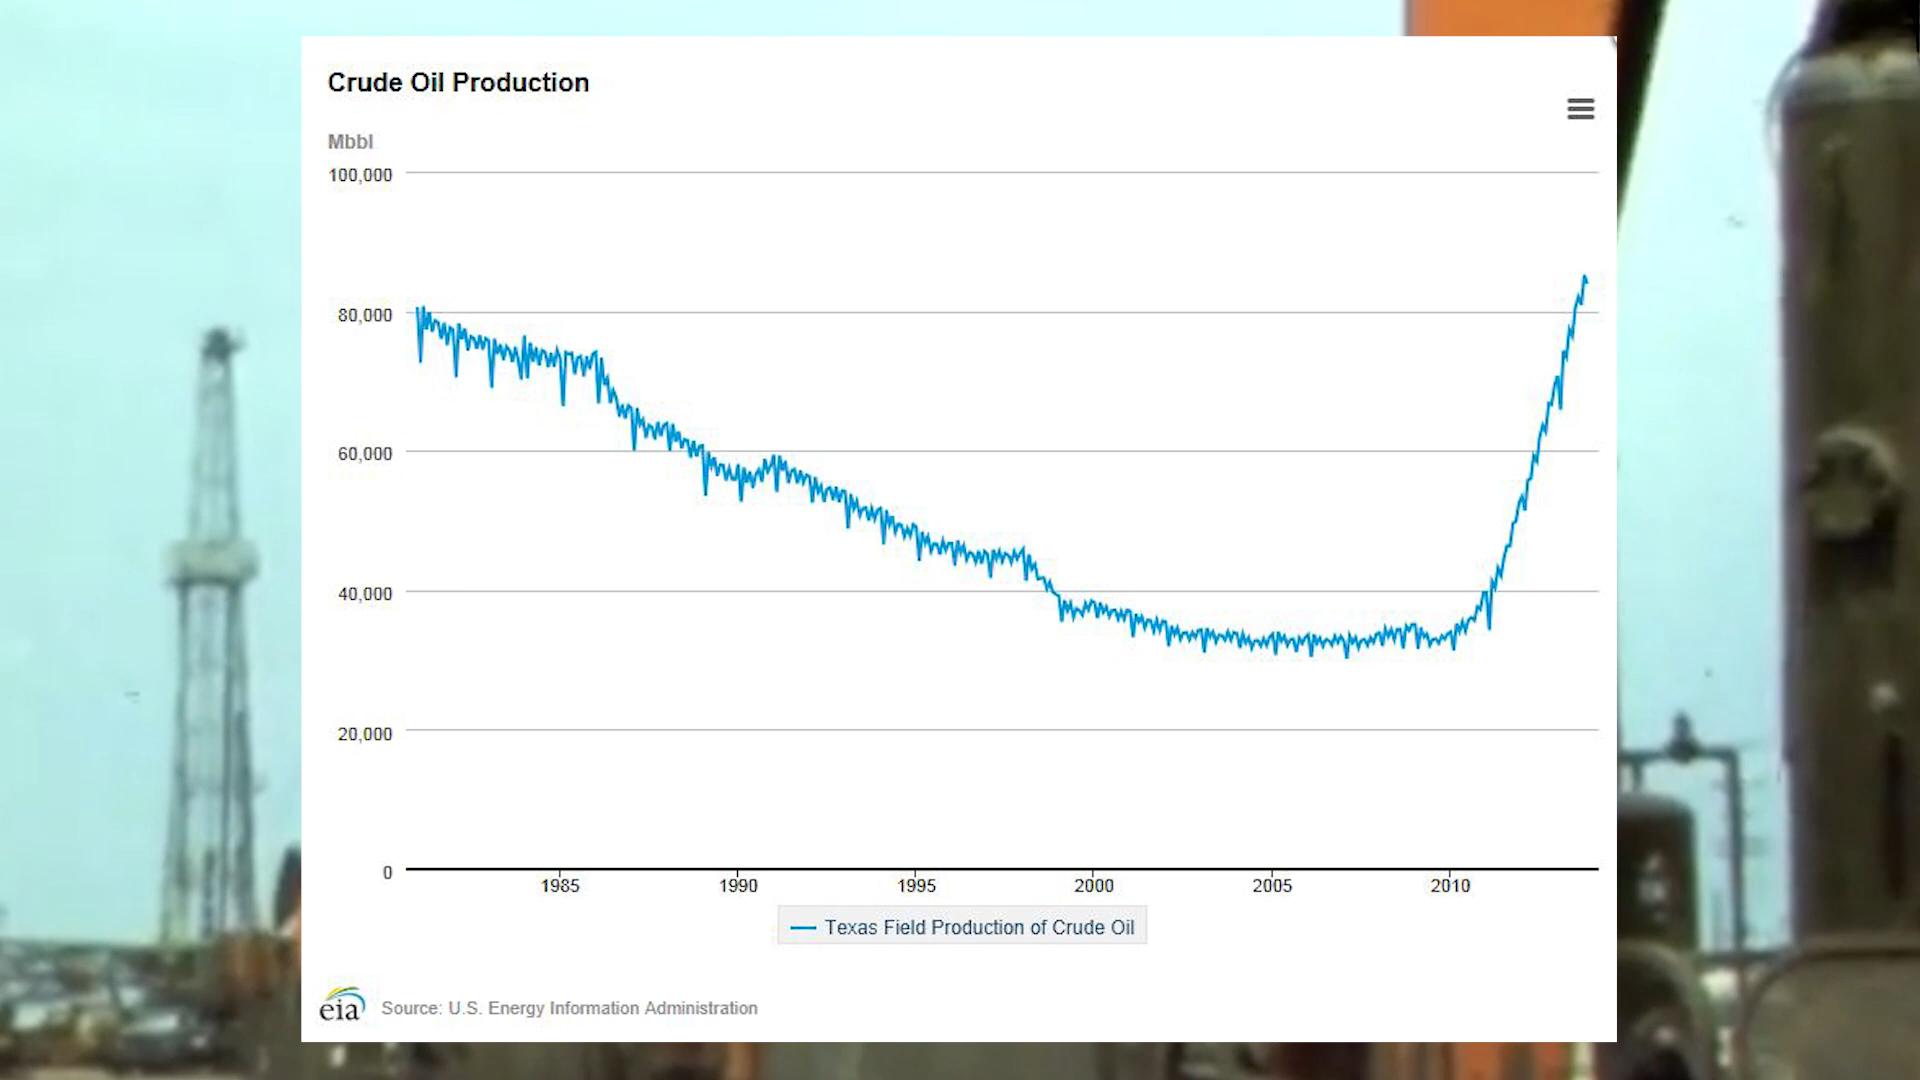 Crude Oil Production
Mbbl
100,000
80,000
60,000
40,000
20,000
0
1985 1990 1995 2000 2005 2010
Texas Field Production of Crude Oil
eia Source: U.S. Energy Information Administration